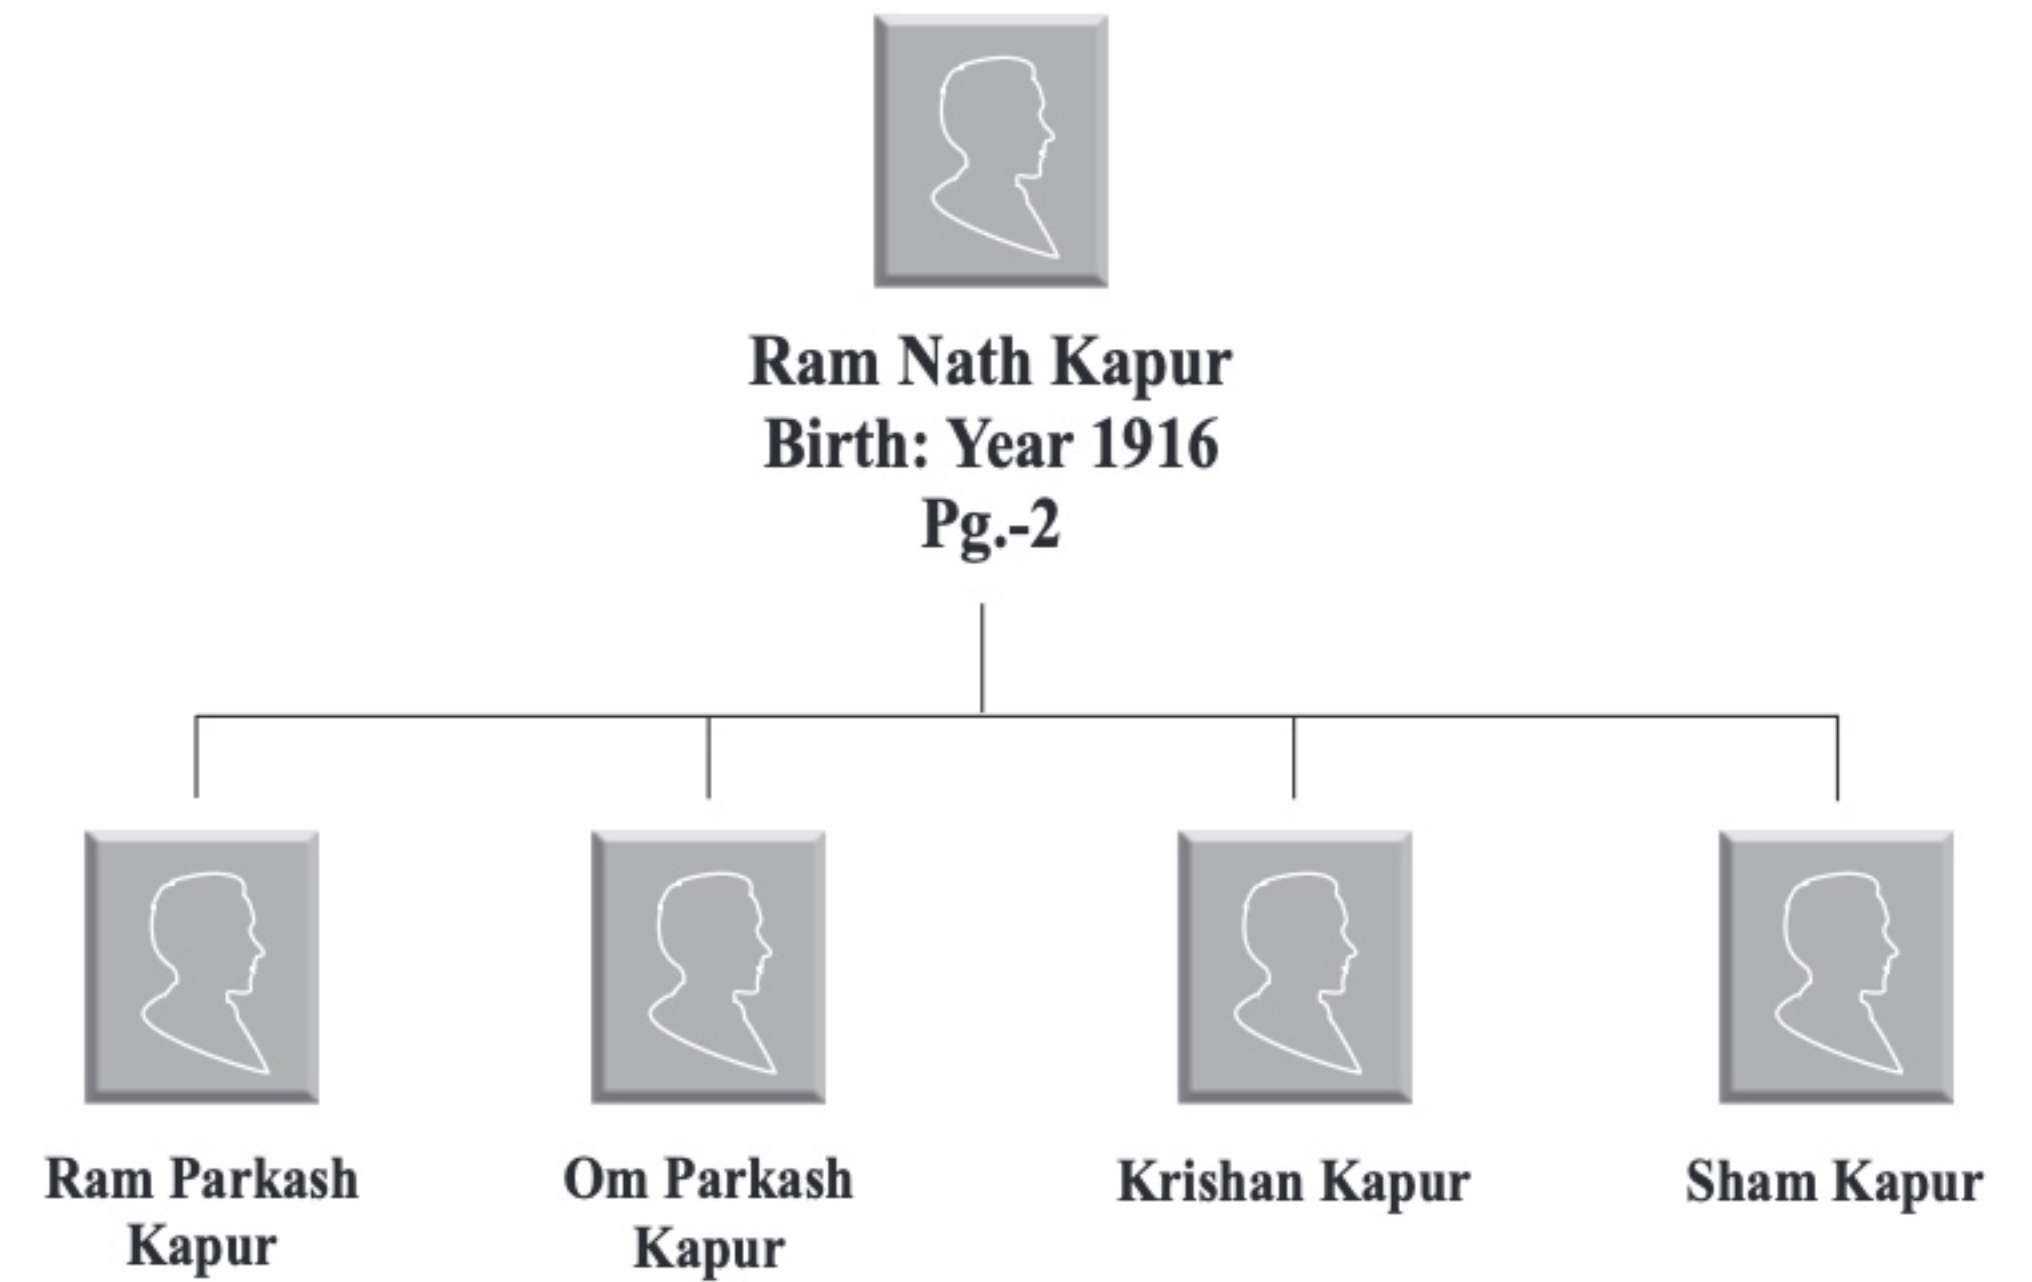 Ram Nath Kapur
Birth: Year 1916
Pg.-2
Ram Parkash
Kapur
Om Parkash
Kapur
Krishan Kapur
Sham Kapur